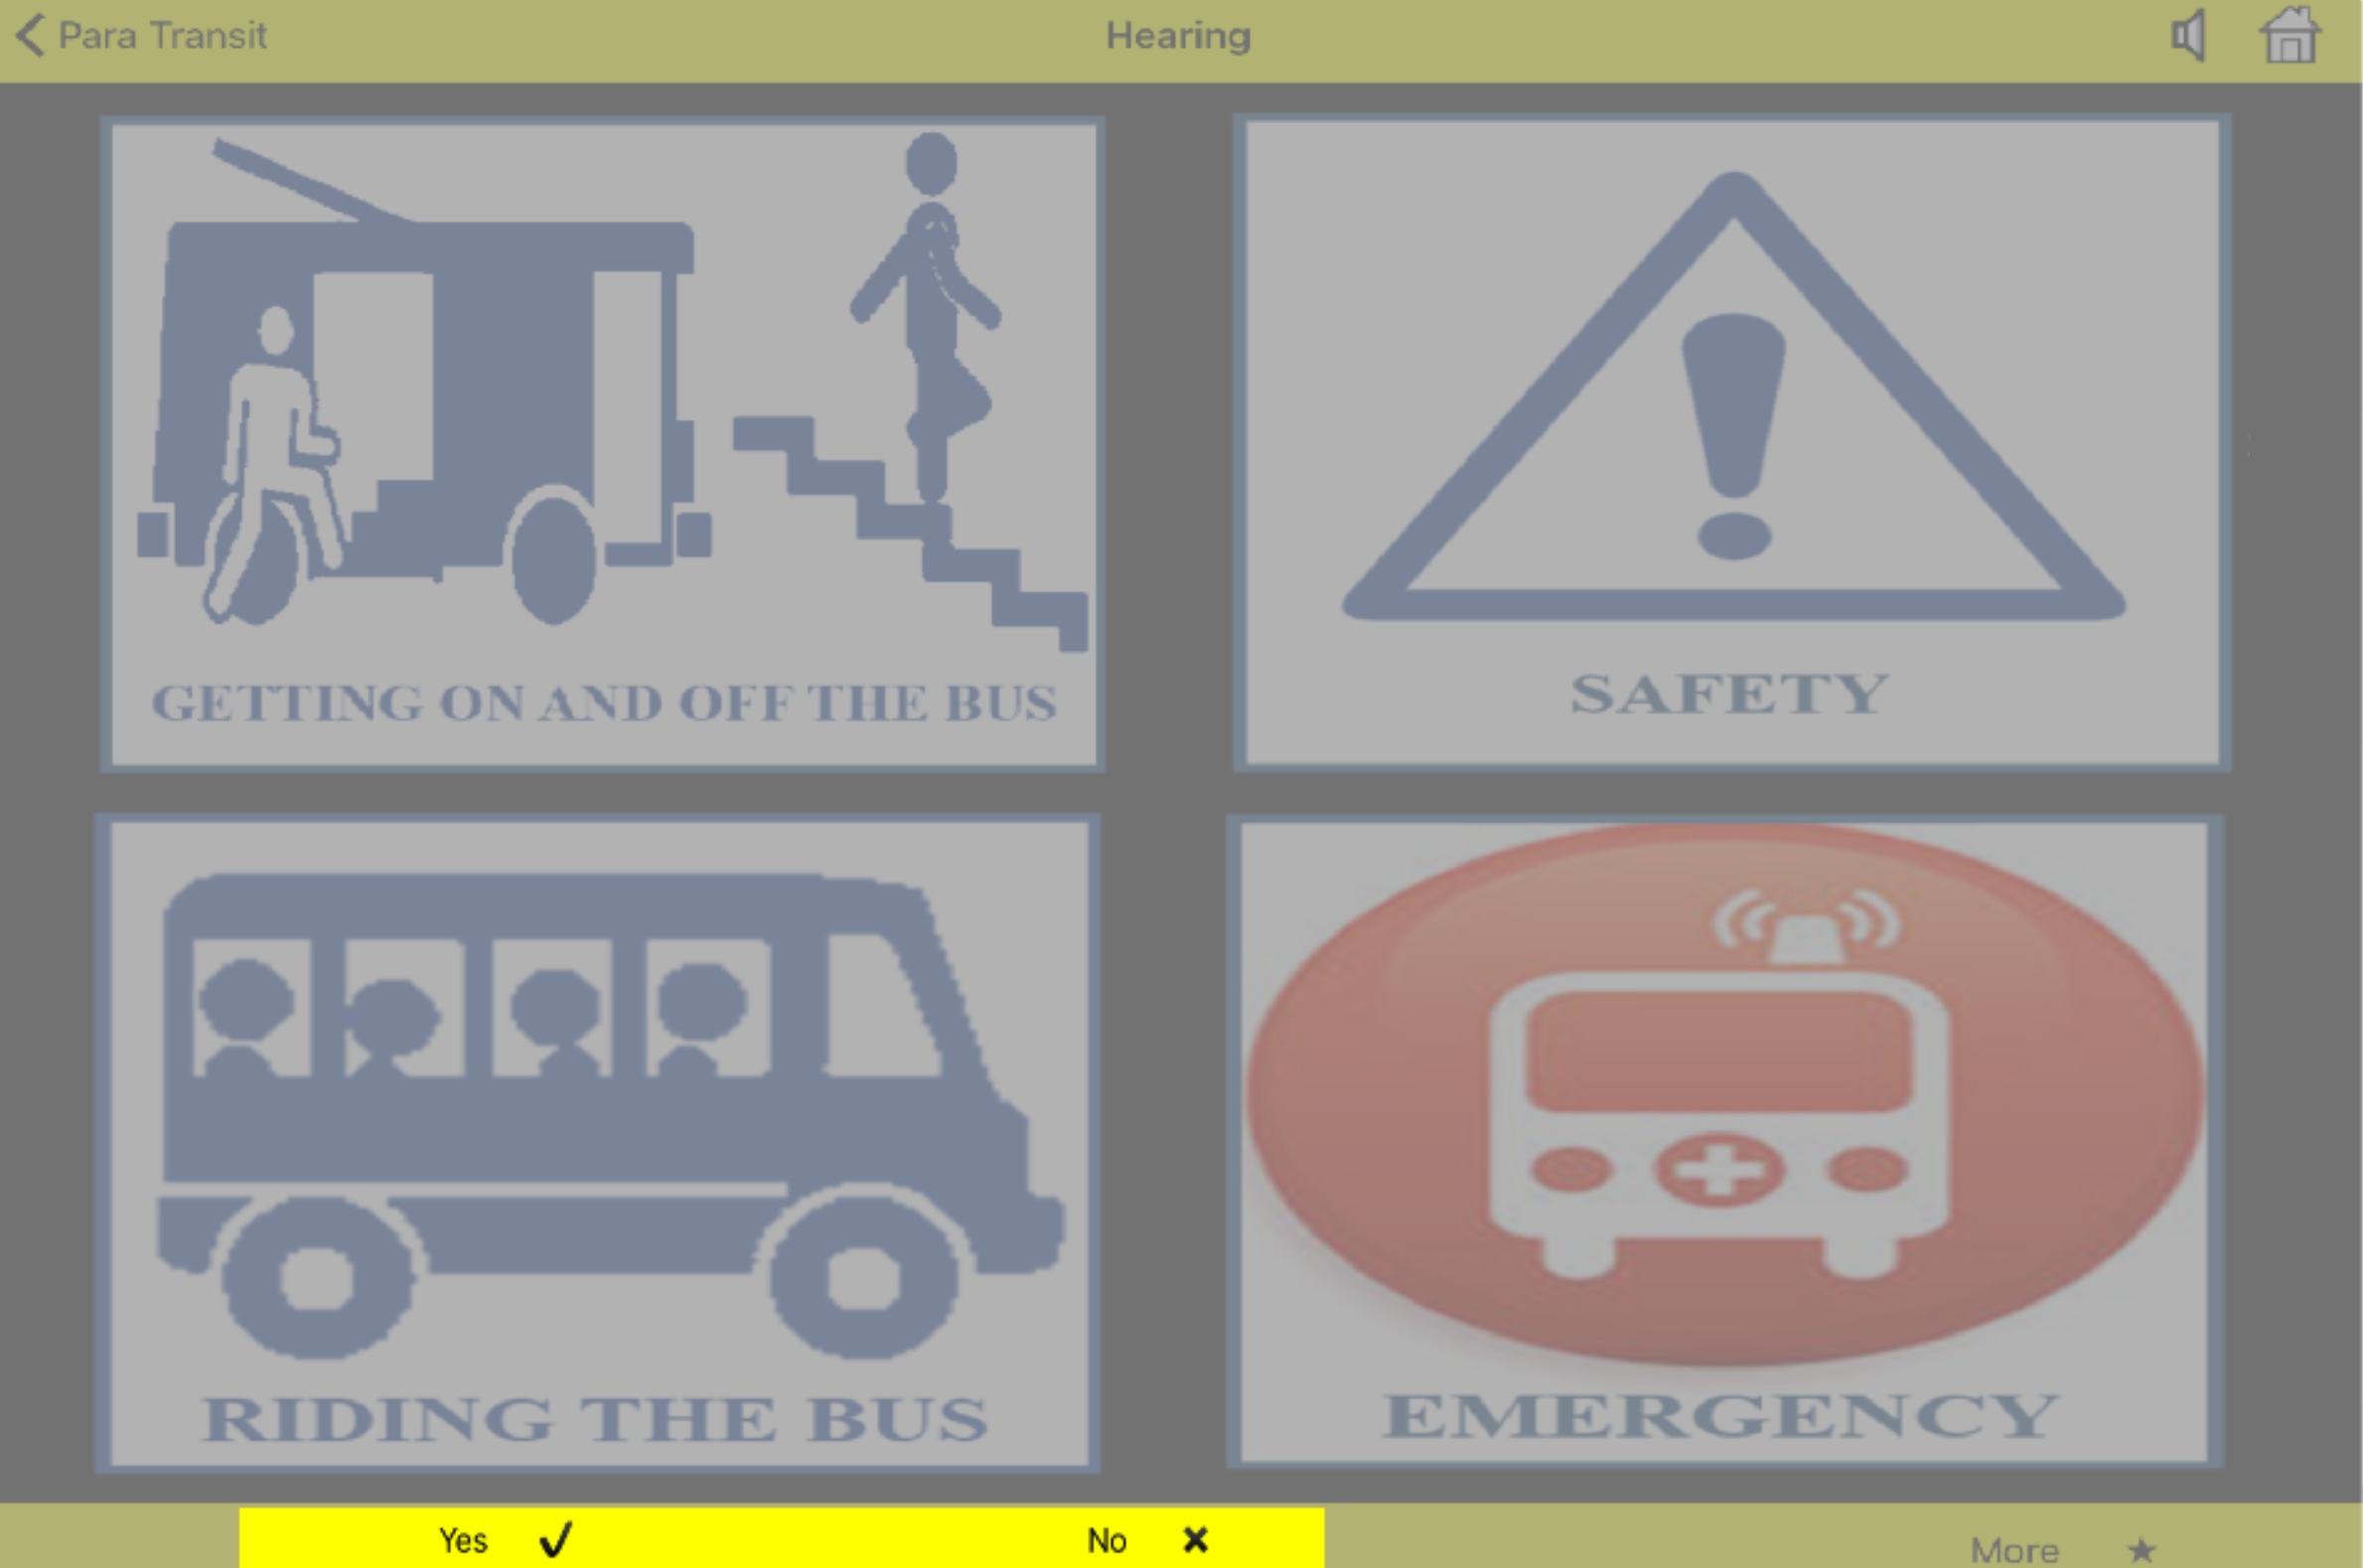 Para Transit
Hearing
GETTING ON AND OFF THE BUS
SAFETY
RIDING THE BUS
EMERGENCY
Yes
No
More